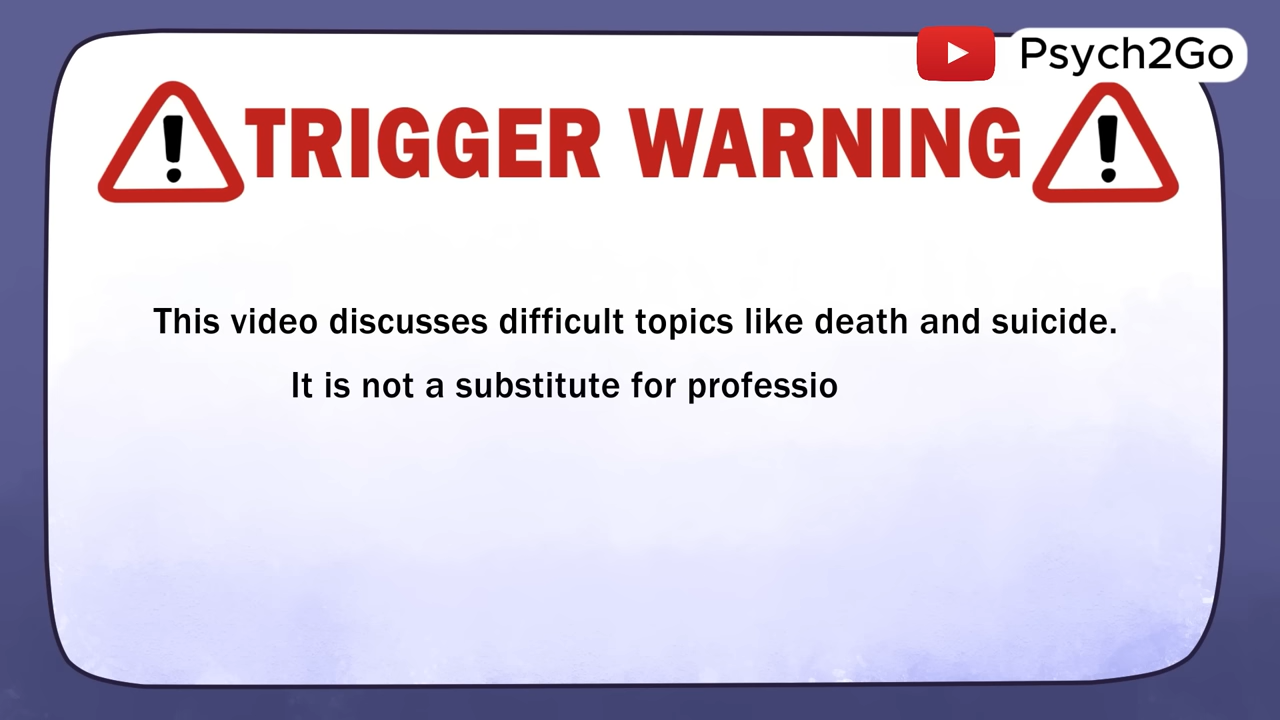 Psych2Go
TRIGGER WARNING
This video discusses difficult topics like death and suicide.
It is not a substitute for professio